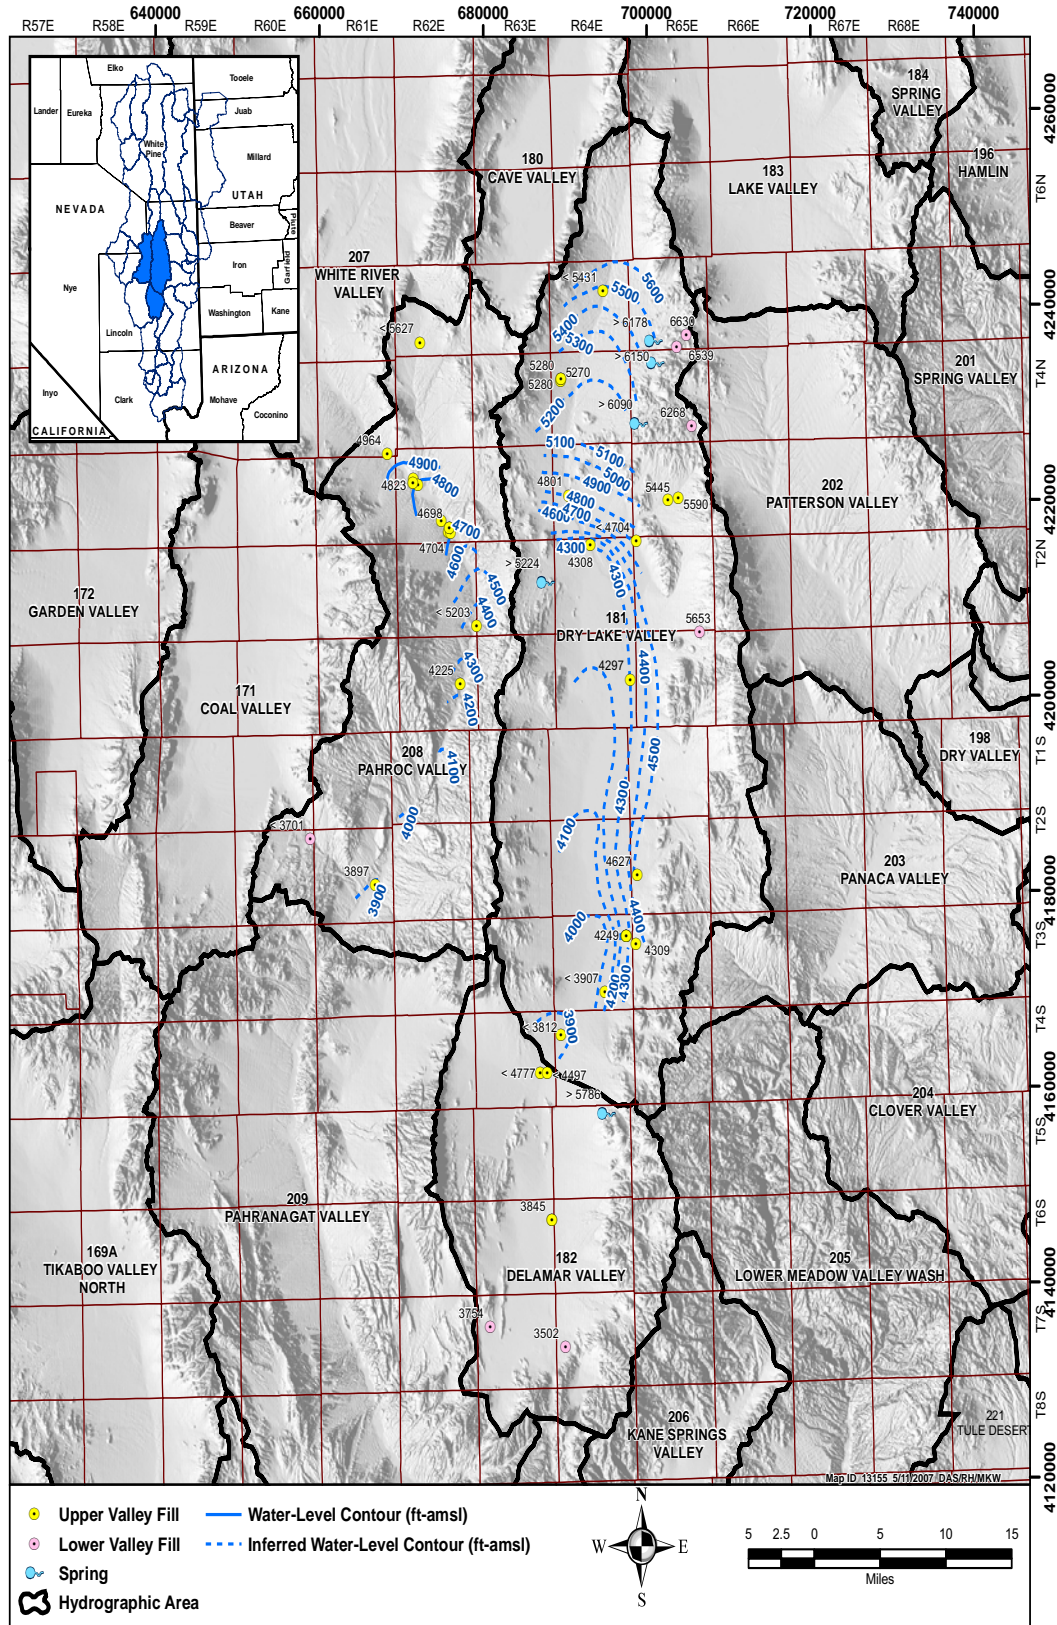 640000 660000 680000 700000 720000 740000
R57E R58E R59E R60E R61E R62E R63E R64E R65E R66E R67E R68E
4260000
4240000
4220000
4200000
4180000
4160000
4140000
4120000
T6N
T4N
T2N
T1S
T2S
T3S
T4S
T5S
T6S
T7S
T8S
Elko
Tooele
Lander
Eureka
Juab
White
Pine
Millard
UTAH
NEVADA
Beaver
Piute
Nye
Iron
Garfield
Washington
Kane
Lincoln
ARIZONA
Inyo
Clark
Mohave
Coconino
CALIFORNIA
184
SPRING
VALLEY
180
CAVE VALLEY
183
LAKE VALLEY
196
HAMLIN
207
WHITE RIVER
VALLEY
201
SPRING VALLEY
202
PATTERSON VALLEY
172
GARDEN VALLEY
181
DRY LAKE VALLEY
171
COAL VALLEY
208
PAHROC VALLEY
198
DRY VALLEY
203
PANACA VALLEY
204
CLOVER VALLEY
209
PAHRANAGAT VALLEY
169A
TIKABOO VALLEY
NORTH
182
DELAMAR VALLEY
205
LOWER MEADOW VALLEY WASH
206
KANE SPRINGS
VALLEY
221
TULE DESERT
< 5431
5600
5500
5400
5300
> 6178
6630
< 5627
> 6150
6539
5280
5270
5280
5200
> 6090
6268
4964
5100
5100
5000
4900
4900
4800
4823
4801
4800
4700
4600
5445
5590
4698
4700
4704
< 4704
4300
4308
4300
4600
> 5224
4500
4400
< 5203
5653
4300
4225
4200
4297
4400
4500
4100
4300
4000
4100
< 3701
4627
3897
3900
4000
4400
4249
4309
< 3907
4200
4300
< 3812
3900
< 4777
< 4497
> 5786
3845
3754
3502
Map ID 13155 5/11/2007 DAS/RH/MKW
Upper Valley Fill
Lower Valley Fill
Spring
Hydrographic Area
Water-Level Contour (ft-amsl)
Inferred Water-Level Contour (ft-amsl)
N
W E
S
5 2.5 0 5 10 15
Miles